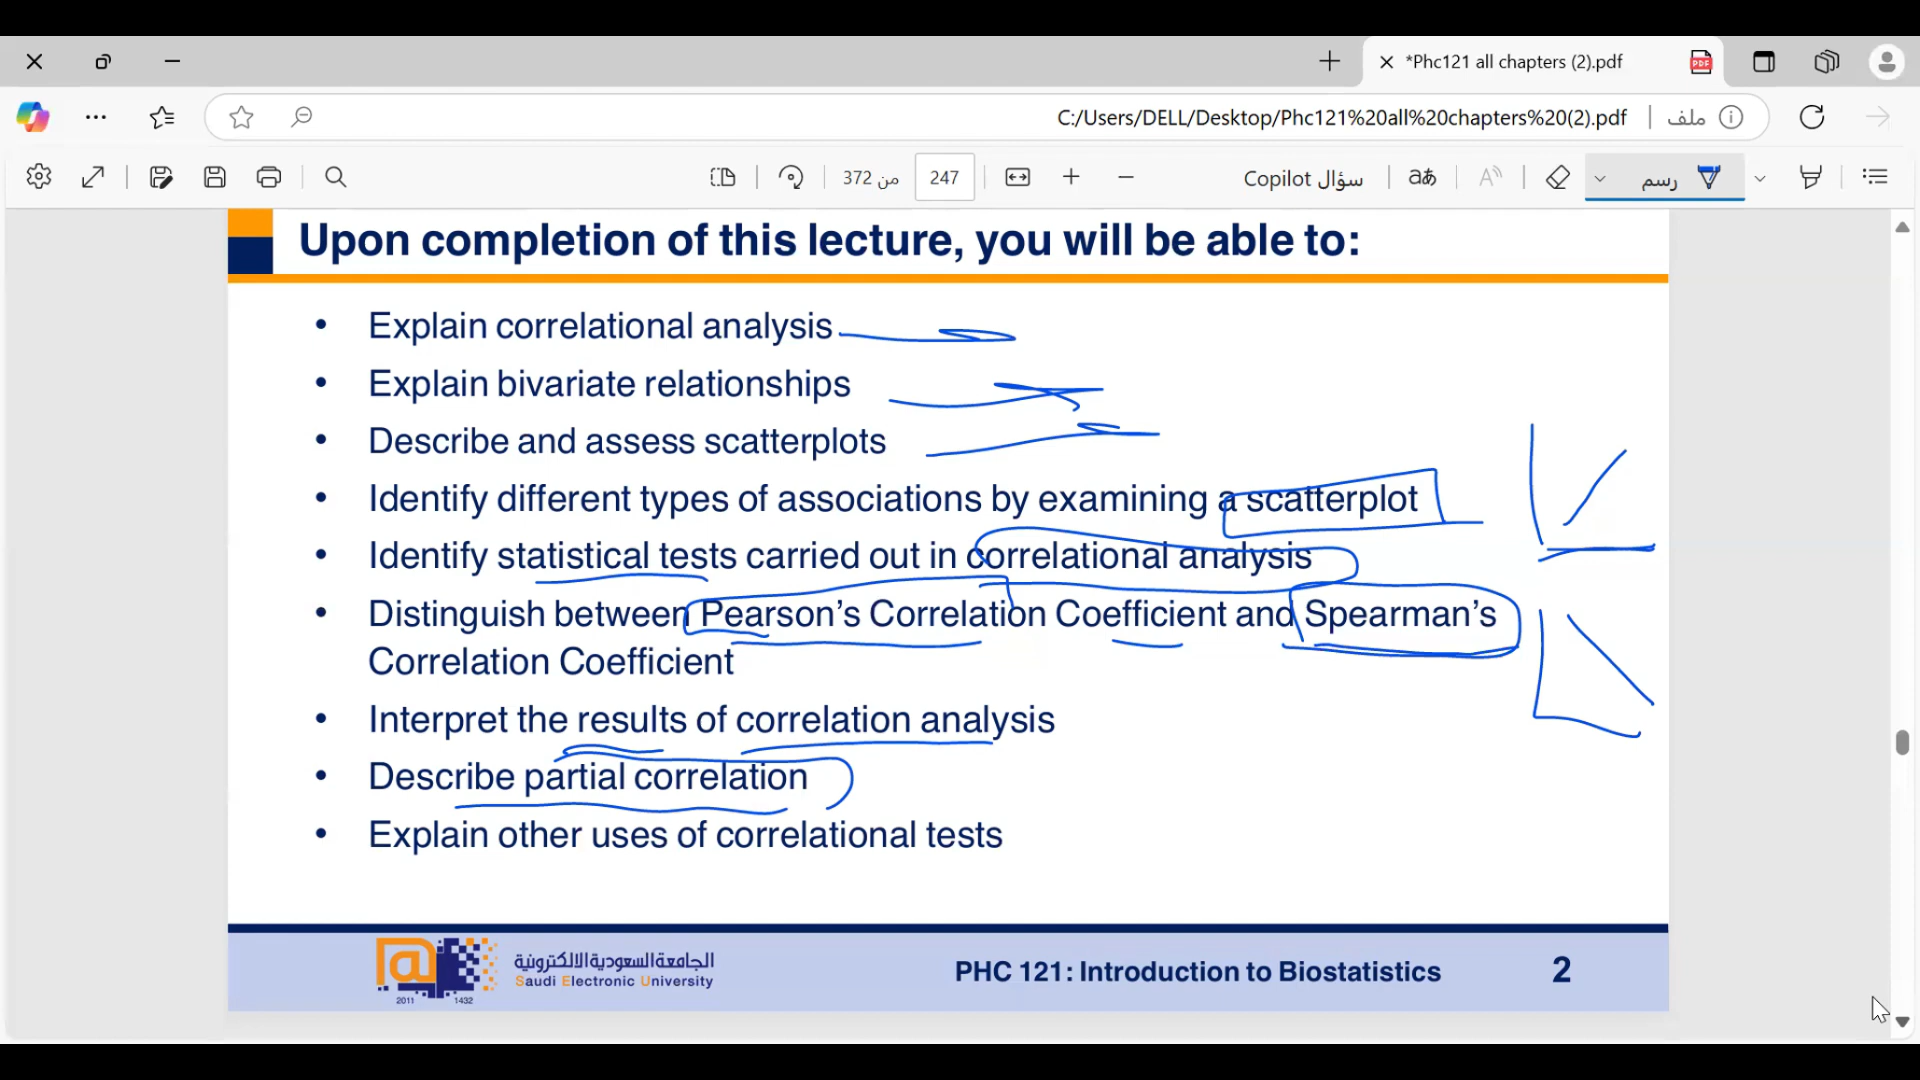 *Phc121 all chapters (2).pdf
PDF
C:/Users/DELL/Desktop/Phc121%20all%20chapters%20(2).pdf
ملف
247
من 372
سؤال Copilot
aあ
رسم
Upon completion of this lecture, you will be able to:
• Explain correlational analysis
• Explain bivariate relationships
• Describe and assess scatterplots
• Identify different types of associations by examining a scatterplot
• Identify statistical tests carried out in correlational analysis
• Distinguish between Pearson’s Correlation Coefficient and Spearman’s
Correlation Coefficient
• Interpret the results of correlation analysis
• Describe partial correlation
• Explain other uses of correlational tests
الجامعة السعودية الالكترونية
Saudi Electronic University
2011 1432
PHC 121: Introduction to Biostatistics
2